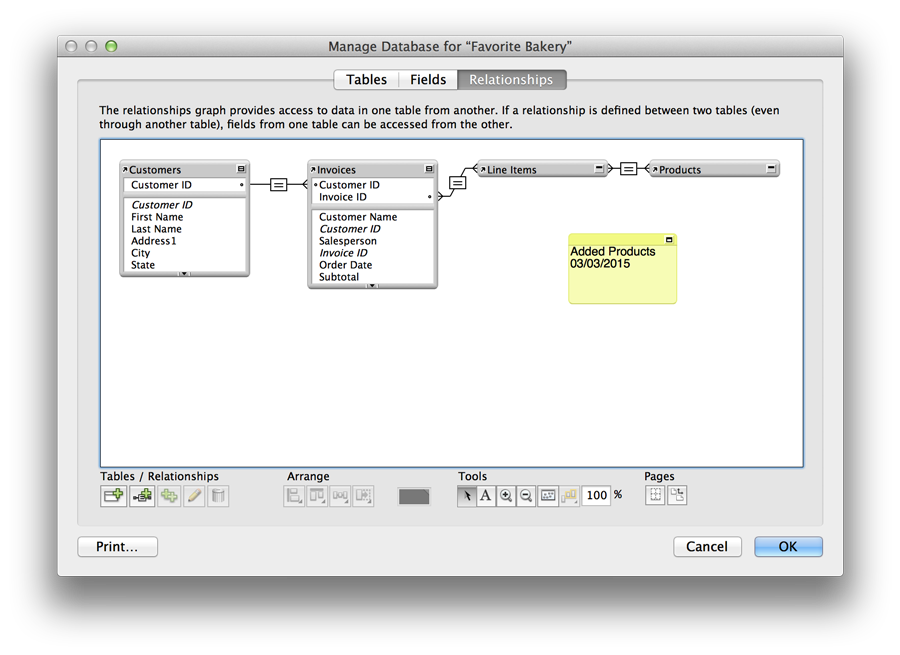 Manage Database for “Favorite Bakery”
Tables Fields Relationships
The relationships graph provides access to data in one table from another. If a relationship is defined between two tables (even
through another table), fields from one table can be accessed from the other.
Customers
Customer ID
Customer ID
First Name
Last Name
Address1
City
State
Invoices
Customer ID
Invoice ID
Customer Name
Customer ID
Salesperson
Invoice ID
Order Date
Subtotal
Line Items
Products
Added Products
03/03/2015
Tables / Relationships
Arrange
Tools
A
100 %
Pages
Print...
Cancel
OK